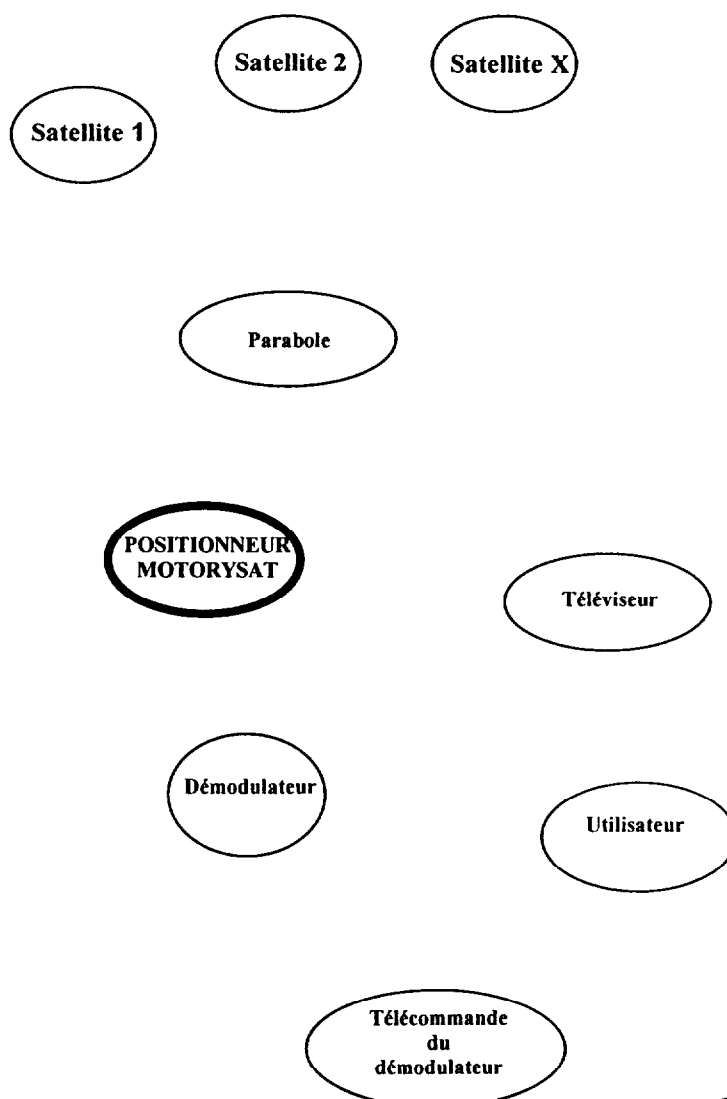 Satellite 2
Satellite X
Satellite 1
Parabole
POSITIONNEUR
MOTORYSAT
Téléviseur
Démodulateur
Utilisateur
Télécommande
du
démodulateur